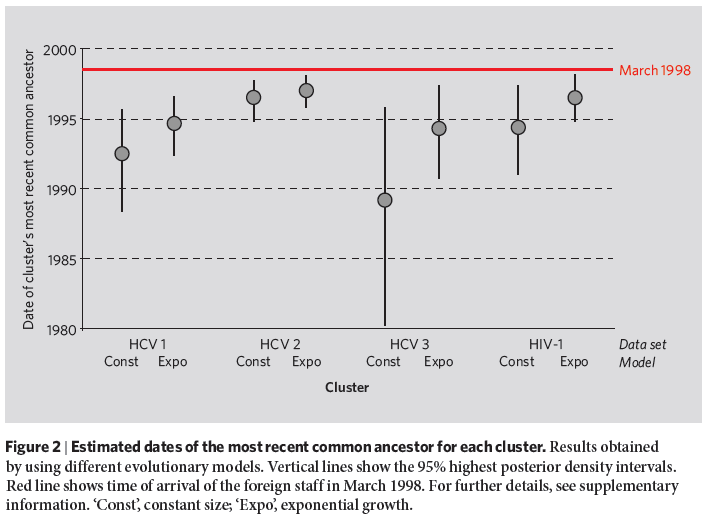 Date of cluster's most recent common ancestor
2000
1995
1990
1985
1980
March 1998
HCV 1 HCV 2 HCV 3 HIV-1 Data set
Const Expo Const Expo Const Expo Const Expo Model
Cluster
Figure 2 | Estimated dates of the most recent common ancestor for each cluster. Results obtained
by using different evolutionary models. Vertical lines show the 95% highest posterior density intervals.
Red line shows time of arrival of the foreign staff in March 1998. For further details, see supplementary
information. ‘Const’, constant size; ‘Expo’, exponential growth.